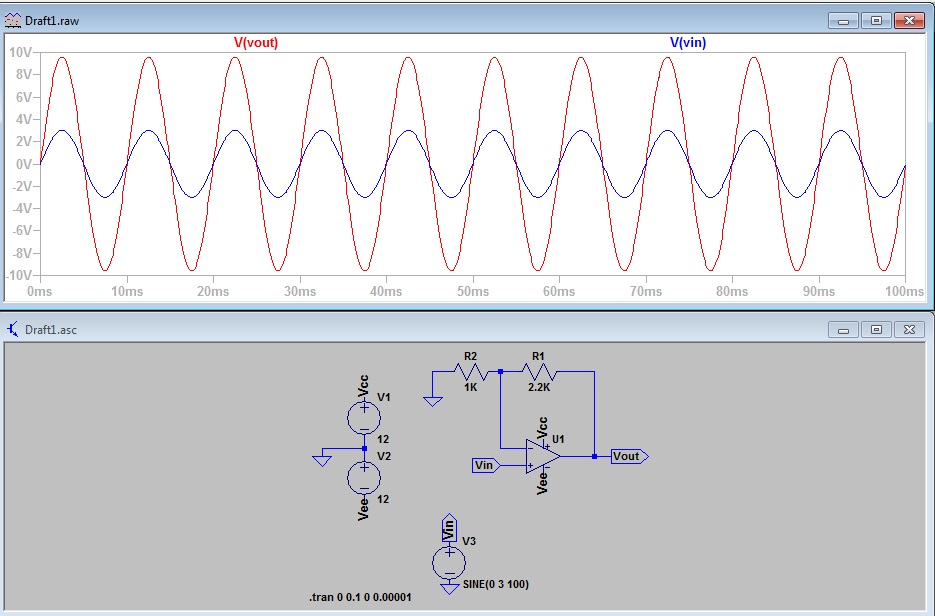 Draft1.raw
V(vout) V(vin)
10V
8V
6V
4V
2V
0V
-2V
-4V
-6V
-8V
-10V
0ms 10ms 20ms 30ms 40ms 50ms 60ms 70ms 80ms 90ms 100ms
Draft1.asc
R2 R1
1K 2.2K
Vcc
V1
12
V2
12
Vee
Vcc
U1
Vin
Vout
Vee
Vin
V3
SINE(0 3 100)
.tran 0 0.1 0 0.00001